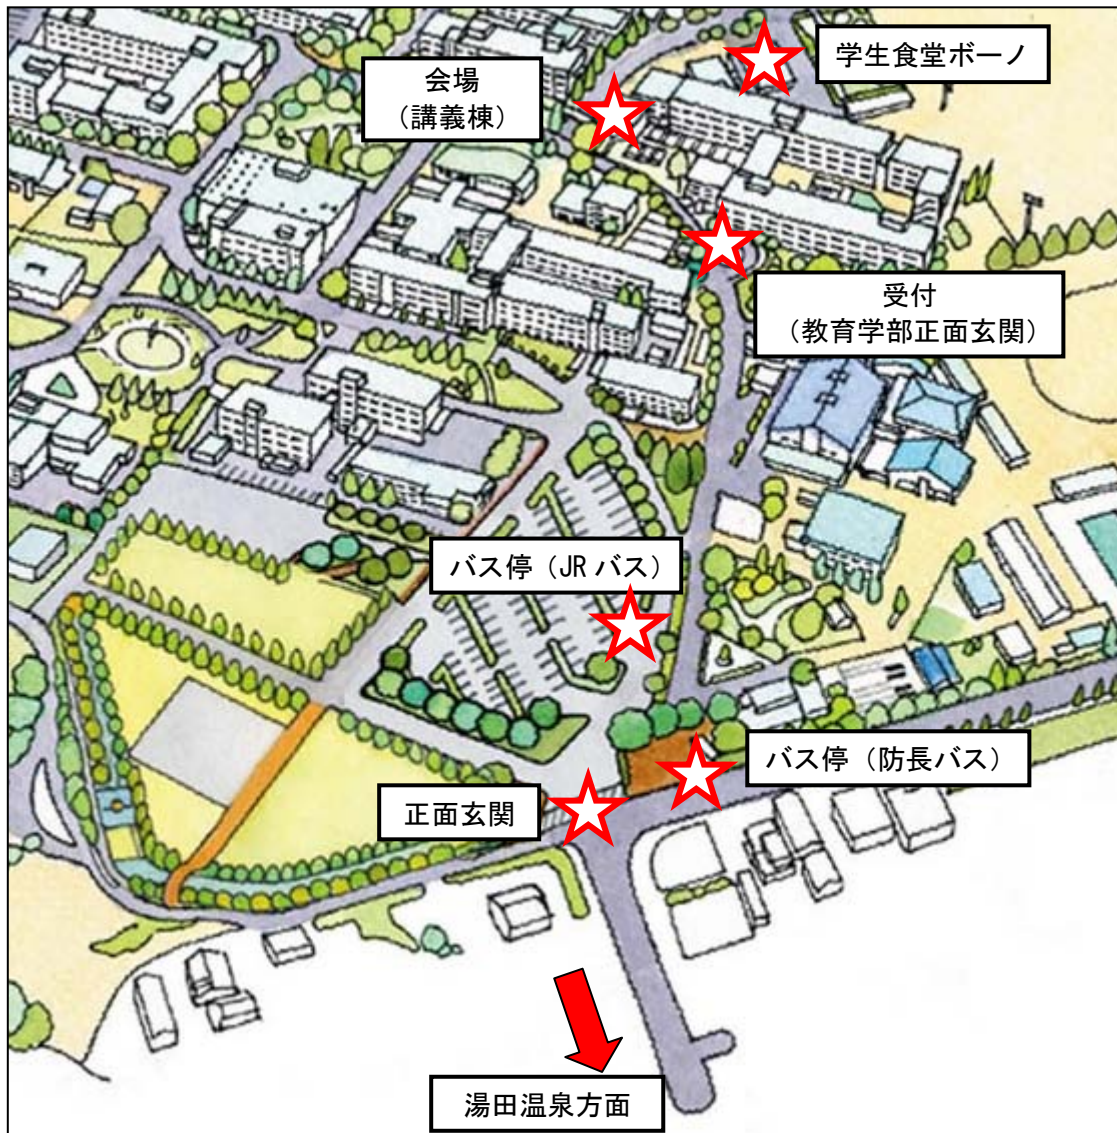 学生食堂ボーノ
会場
（講義棟）
受付
（教育学部正面玄関）
バス停（JR バス）
バス停（防長バス）
正面玄関
湯田温泉方面